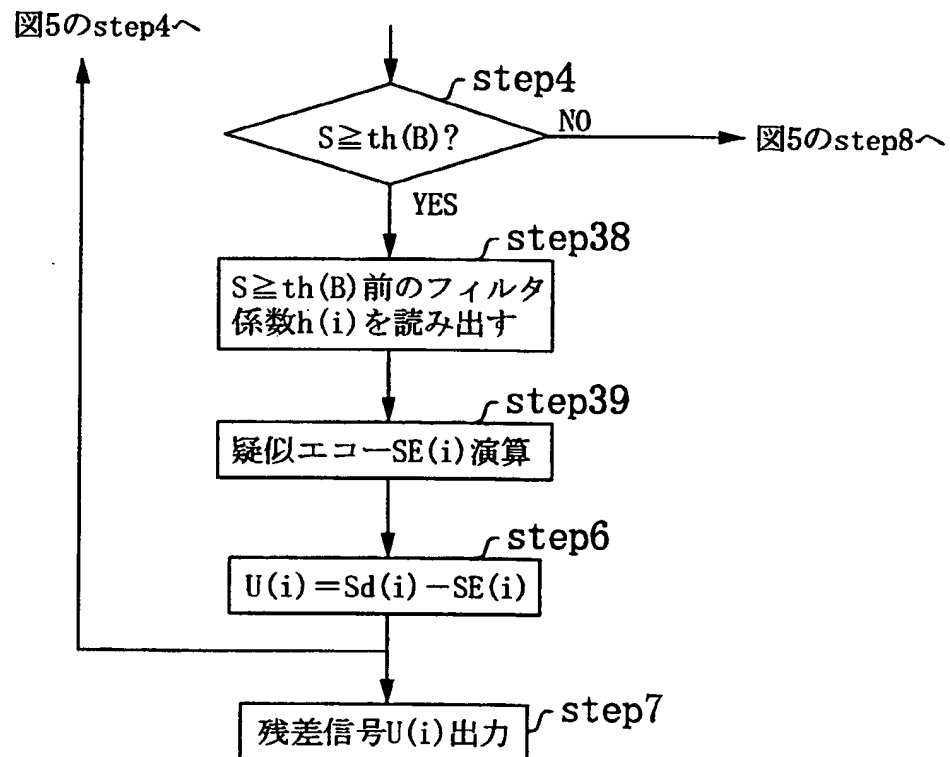 図5のstep4へ
step4
S≧th(B)?
NO
図5のstep8へ
YES
step38
S≧th(B)前のフィルタ
係数h(i)を読み出す
step39
疑似エコーSE(i)演算
step6
U(i)=Sd(i)-SE(i)
step7
残差信号U(i)出力